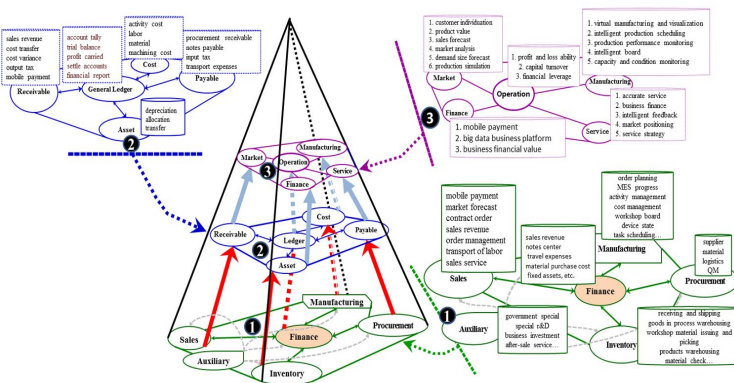 sales revenue
cost transfer
cost variance
output tax
mobile payment
account tally
trial balance
profit carried
settle accounts
financial report
activity cost
labor
material
machining cost
procurement receivable
notes payable
input tax
transport expenses
Cost
Receivable
General Ledger
Payable
Asset
depreciation
allocation
transfer
2
1. customer individuation
2. product value
3. sales forecast
4. market analysis
5. demand size forecast
6. production simulation
1. profit and loss ability
2. capital turnover
3. financial leverage
1. virtual manufacturing and visualization
2. intelligent production scheduling
3. production performance monitoring
4. intelligent board
5. capacity and condition monitoring
Market
Manufacturing
Operation
Finance
Service
3
1. mobile payment
2. big data business platform
3. business financial value
1. accurate service
2. business finance
3. intelligent feedback
4. market positioning
5. service strategy
Manufacturing
Market
Operation
3
Service
Finance
Cost
Receivable
Payable
Ledger
2
Asset
Manufacturing
1
Sales
Finance
Procurement
Auxiliary
Inventory
mobile payment
market forecast
contract order
sales revenue
order management
transport of labor
sales service
sales revenue
notes center
travel expenses
material purchase cost
fixed assets, etc.
order planning
MES progress
activity management
cost management
workshop board
device state
task scheduling...
supplier
material
logistics
QM
Manufacturing
Sales
Finance
Procurement
1
Auxiliary
Inventory
government special
special r&D
business investment
after-sale service...
receiving and shipping
goods in process warehousing
workshop material issuing and
picking
products warehousing
material check...